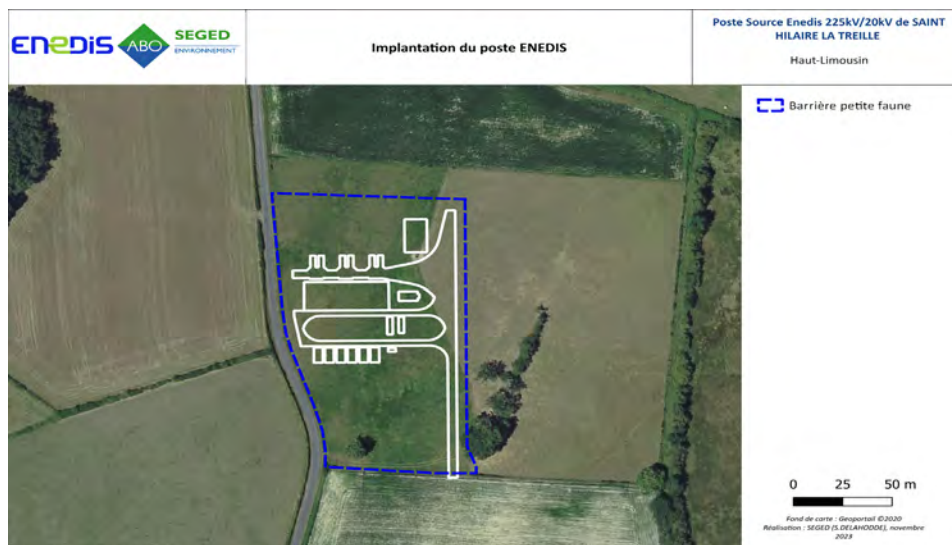 ENEDIS
ABO
SEGED
ENVIRONNEMENT
Implantation du poste ENEDIS
Poste Source Enedis 225kV/20kV de SAINT
HILAIRE LA TREILLE
Haut-Limousin
Barrière petite faune
0 25 50 m
Fond de carte : Geoportail ©2020
Réalisation : SEGED (S.DELAHODDE), novembre
2023